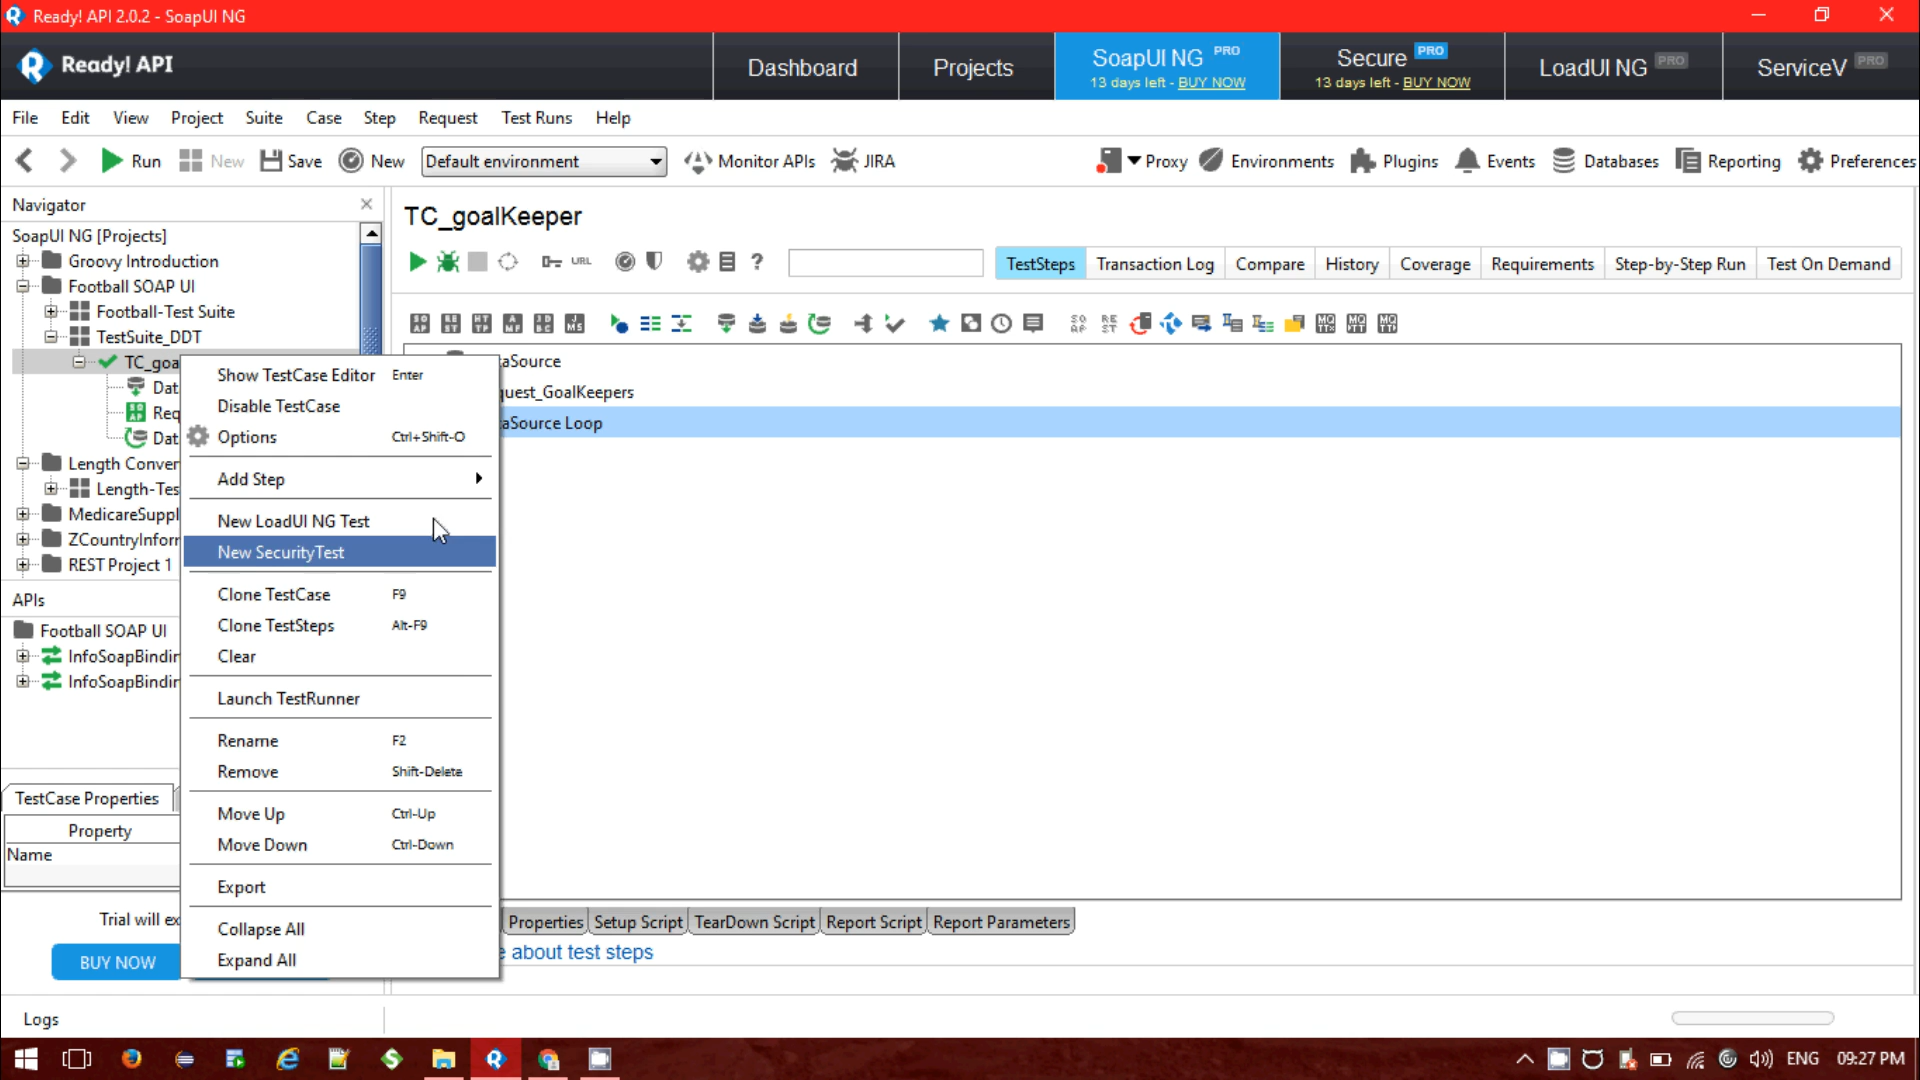 Ready! API 2.0.2 - SoapUI NG
Ready! API
Dashboard
Projects
SoapUI NG PRO
13 days left - BUY NOW
Secure PRO
13 days left - BUY NOW
LoadUI NG PRO
ServiceV PRO
File Edit View Project Suite Case Step Request Test Runs Help
Run New Save New Default environment Monitor APIs JIRA Proxy Environments Plugins Events Databases Reporting Preferences
Navigator
SoapUI NG [Projects]
Groovy Introduction
Football SOAP UI
Football-Test Suite
TestSuite_DDT
TC_goa
Dat
Req
Dat
Length Conver
Length-Tes
MedicareSuppl
ZCountryInforr
REST Project 1
APIs
Football SOAP UI
InfoSoapBindir
InfoSoapBindir
TestCase Properties
Property
Name
Trial will ex
BUY NOW
Logs
Show TestCase Editor Enter
Disable TestCase
Options Ctrl+Shift-O
Add Step
New LoadUI NG Test
New SecurityTest
Clone TestCase F9
Clone TestSteps Alt-F9
Clear
Launch TestRunner
Rename F2
Remove Shift-Delete
Move Up Ctrl-Up
Move Down Ctrl-Down
Export
Collapse All
Expand All
TC_goalKeeper
URL
TestSteps Transaction Log Compare History Coverage Requirements Step-by-Step Run Test On Demand
aSource
uest_GoalKeepers
aSource Loop
Properties Setup Script TearDown Script Report Script Report Parameters
e about test steps
ENG 09:27 PM